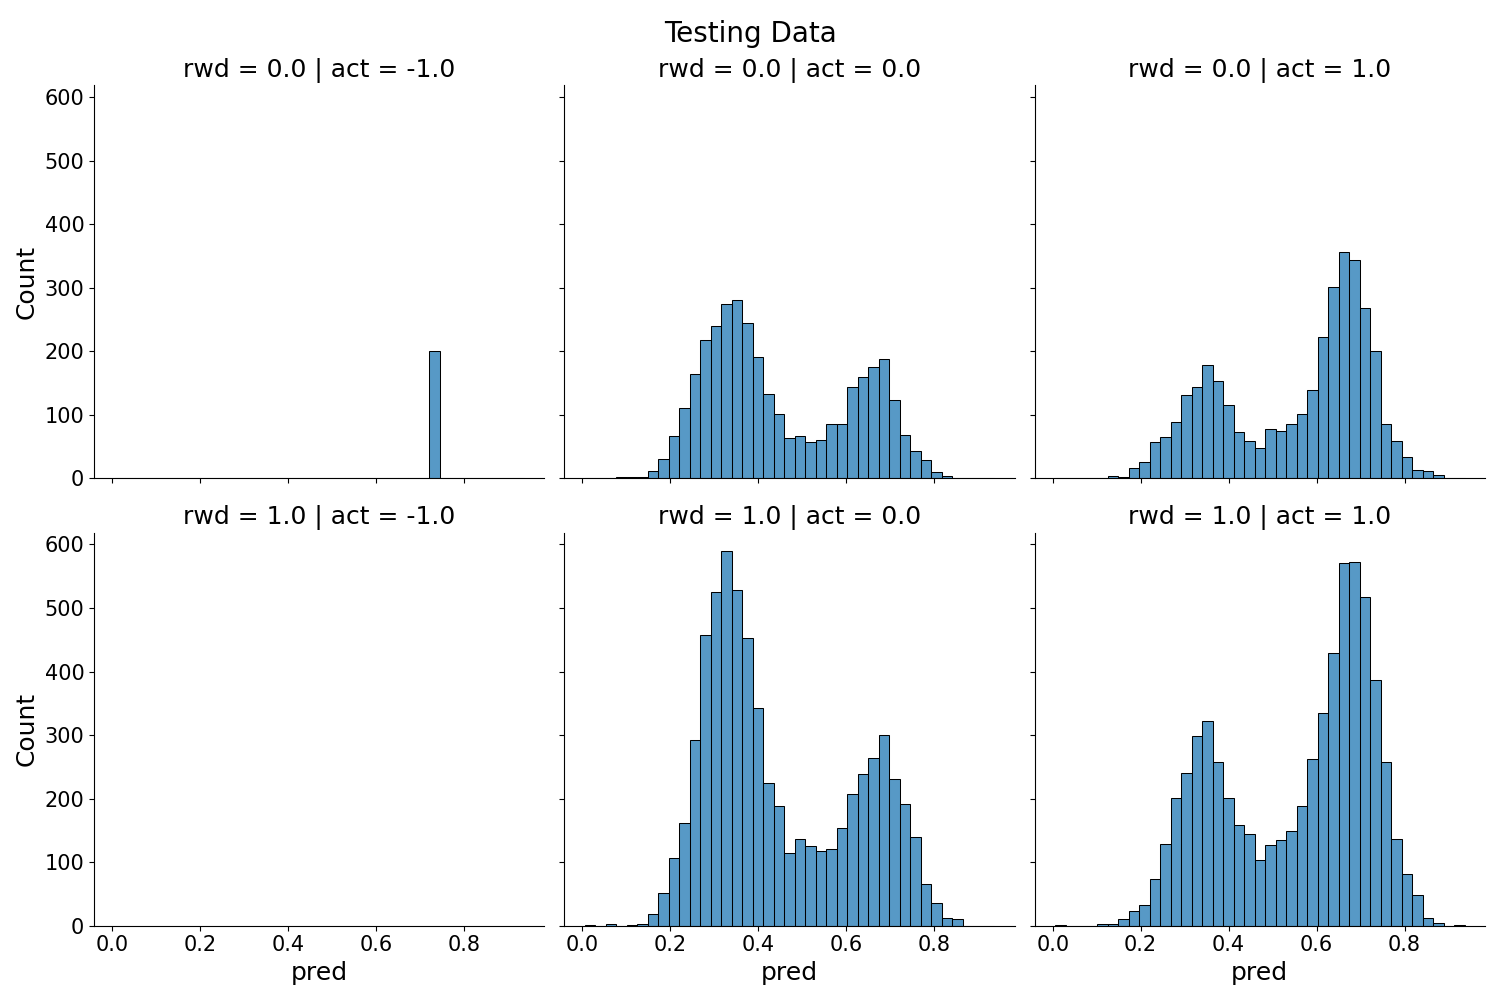 Testing Data
rwd = 0.0 | act = -1.0
rwd = 0.0 | act = 0.0
rwd = 0.0 | act = 1.0
600
500
400
300
200
100
0
Count
rwd = 1.0 | act = -1.0
rwd = 1.0 | act = 0.0
rwd = 1.0 | act = 1.0
600
500
400
300
200
100
0
Count
0.0 0.2 0.4 0.6 0.8
0.0 0.2 0.4 0.6 0.8
0.0 0.2 0.4 0.6 0.8
pred
pred
pred